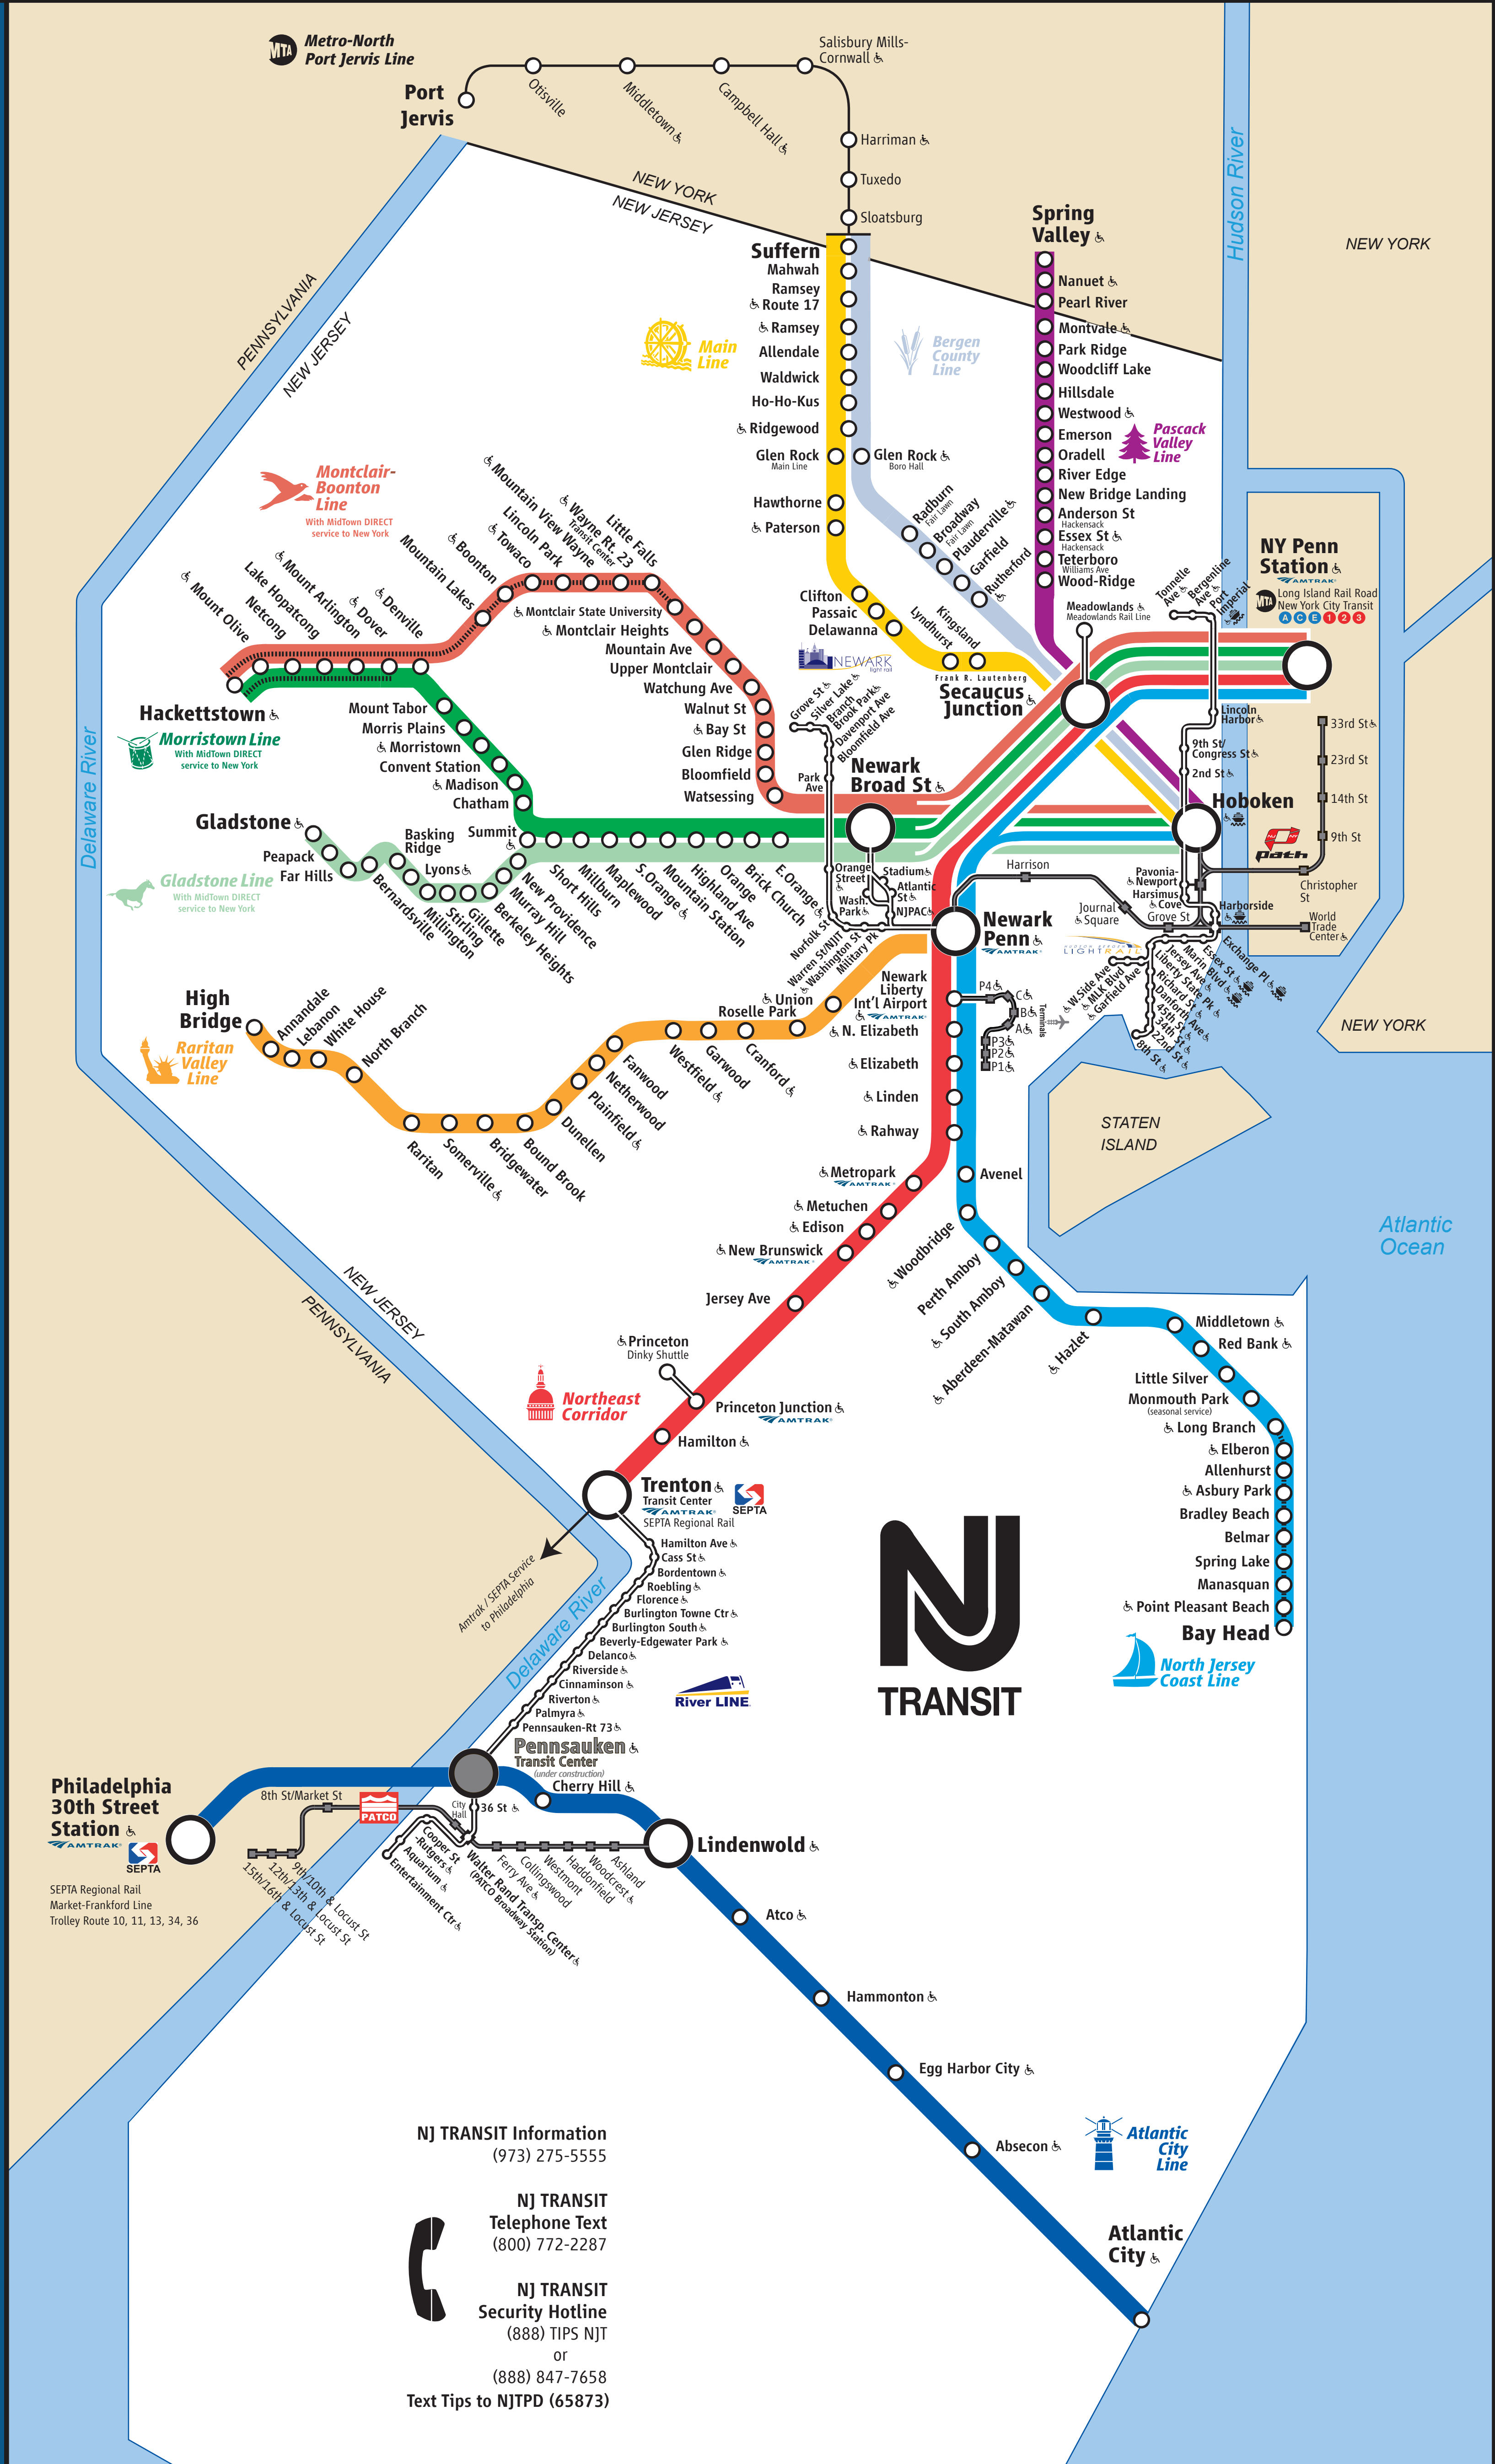 MTA
Metro-North
Port Jervis Line
Port
Jervis
Otisville
Middletown
Campbell Hall
Salisbury Mills-
Cornwall
Harriman
Tuxedo
Sloatsburg
NEW YORK
NEW JERSEY
PENNSYLVANIA
NEW JERSEY
Hudson River
NEW YORK
Suffern
Mahwah
Ramsey
Route 17
Ramsey
Allendale
Waldwick
Ho-Ho-Kus
Ridgewood
Glen Rock
Main Line
Hawthorne
Paterson
Clifton
Passaic
Delawanna
Lyndhurst
Kingsland
Main
Line
Bergen
County
Line
Glen Rock
Boro Hall
Radburn
Fair Lawn
Broadway
Fair Lawn
Plauderville
Garfield
Rutherford
Spring
Valley
Nanuet
Pearl River
Montvale
Park Ridge
Woodcliff Lake
Hillsdale
Westwood
Emerson
Oradell
River Edge
New Bridge Landing
Anderson St
Hackensack
Essex St
Hackensack
Teterboro
Williams Ave
Wood-Ridge
Pascack
Valley
Line
Meadowlands
Meadowlands Rail Line
Frank R. Lautenberg
Secaucus
Junction
Tonnelle
Ave
Bergenline
Ave
Port
Imperial
Lincoln
Harbor
9th St/
Congress St
2nd St
Hoboken
NY Penn
Station
AMTRAK
MTA
Long Island Rail Road
New York City Transit
A C E 1 2 3
33rd St
23rd St
14th St
9th St
Christopher
St
World
Trade
Center
path
Pavonia-
Newport
Harsimus
Cove
Harborside
Grove St
Journal
Square
Harrison
HUDSON BERGEN
LIGHTRAIL
Exchange Pl
Essex St
Marin Blvd
Jersey Ave
Liberty State Pk
Richard St
Danforth Ave
45th St
34th St
22nd St
8th St
W.Side Ave
MLK Blvd
Garfield Ave
Montclair-
Boonton
Line
With MidTown DIRECT
service to New York
Mount Olive
Netcong
Lake Hopatcong
Mount Arlington
Dover
Denville
Mountain Lakes
Boonton
Towaco
Lincoln Park
Mountain View Wayne
Wayne Rt. 23
Transit Center
Little Falls
Montclair State University
Montclair Heights
Mountain Ave
Upper Montclair
Watchung Ave
Walnut St
Bay St
Glen Ridge
Bloomfield
Watsessing
Hackettstown
Morristown Line
With MidTown DIRECT
service to New York
Mount Tabor
Morris Plains
Morristown
Convent Station
Madison
Chatham
Summit
Short Hills
Millburn
Maplewood
S.Orange
Mountain Station
Highland Ave
Orange
Brick Church
E.Orange
Gladstone
Gladstone Line
With MidTown DIRECT
service to New York
Peapack
Far Hills
Bernardsville
Basking
Ridge
Lyons
Millington
Stirling
Gillette
Berkeley Heights
Murray Hill
New Providence
NEWARK
light rail
Grove St
Silver Lake
Branch
Brook Park
Davenport Ave
Bloomfield Ave
Park
Ave
Newark
Broad St
Orange
Street
Stadium
Atlantic
St
Wash.
Park
NJPAC
Norfolk St
Warren St/NJIT
Washington St
Military Pk
Newark
Penn
AMTRAK
High
Bridge
Raritan
Valley
Line
Annandale
Lebanon
White House
North Branch
Raritan
Somerville
Bridgewater
Bound Brook
Dunellen
Plainfield
Netherwood
Fanwood
Westfield
Garwood
Cranford
Roselle Park
Union
Newark
Liberty
Int'l Airport
AMTRAK
P4
C
B
A
P3
P2
P1
Terminals
N. Elizabeth
Elizabeth
Linden
Rahway
Metropark
AMTRAK
Metuchen
Edison
New Brunswick
AMTRAK
Jersey Ave
Princeton
Dinky Shuttle
Princeton Junction
AMTRAK
Hamilton
Northeast
Corridor
Avenel
Woodbridge
Perth Amboy
South Amboy
Aberdeen-Matawan
Hazlet
Middletown
Red Bank
Little Silver
Monmouth Park
(seasonal service)
Long Branch
Elberon
Allenhurst
Asbury Park
Bradley Beach
Belmar
Spring Lake
Manasquan
Point Pleasant Beach
Bay Head
North Jersey
Coast Line
NEW YORK
STATEN
ISLAND
Atlantic
Ocean
Delaware River
NEW JERSEY
PENNSYLVANIA
Trenton
Transit Center
AMTRAK
SEPTA Regional Rail
SEPTA
Amtrak / SEPTA Service
to Philadelphia
Delaware River
Hamilton Ave
Cass St
Bordentown
Roebling
Florence
Burlington Towne Ctr
Burlington South
Beverly-Edgewater Park
Delanco
Riverside
Cinnaminson
Riverton
Palmyra
Pennsauken-Rt 73
River LINE
NJ
TRANSIT
Pennsauken
Transit Center
(under construction)
Cherry Hill
36 St
City
Hall
Philadelphia
30th Street
Station
AMTRAK
SEPTA
SEPTA Regional Rail
Market-Frankford Line
Trolley Route 10, 11, 13, 34, 36
8th St/Market St
PATCO
9th/10th & Locust St
12th/13th & Locust St
15th/16th & Locust St
Cooper St
-Rutgers
Aquarium
Entertainment Ctr
Walter Rand Transp. Center
(PATCO Broadway Station)
Ferry Ave
Collingswood
Westmont
Haddonfield
Woodcrest
Ashland
Lindenwold
Atco
Hammonton
Egg Harbor City
Absecon
Atlantic
City
Line
Atlantic
City
NJ TRANSIT Information
(973) 275-5555
NJ TRANSIT
Telephone Text
(800) 772-2287
NJ TRANSIT
Security Hotline
(888) TIPS NJT
or
(888) 847-7658
Text Tips to NJTPD (65873)